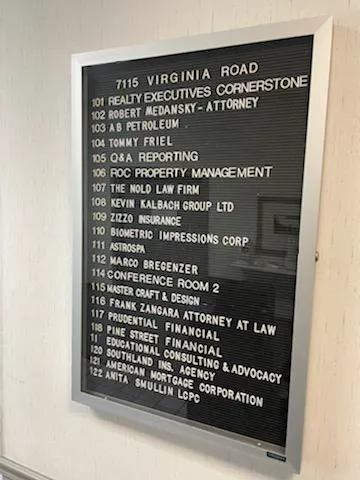 7115 VIRGINIA ROAD
101 REALTY EXECUTIVES CORNERSTONE
102 ROBERT MEDANSKY - ATTORNEY
103 A B PETROLEUM
104 TOMMY FRIEL
105 Q&A REPORTING
106 ROC PROPERTY MANAGEMENT
107 THE NOLD LAW FIRM
108 KEVIN KALBACH GROUP LTD
109 ZIZZO INSURANCE
110 BIOMETRIC IMPRESSIONS CORP
111 ASTROSPA
112 MARCO BREGENZER
114 CONFERENCE ROOM 2
115 MASTER CRAFT & DESIGN
116 FRANK ZANGARA ATTORNEY AT LAW
117 PRUDENTIAL FINANCIAL
118 PINE STREET FINANCIAL
11 EDUCATIONAL CONSULTING & ADVOCACY
120 SOUTHLAND INS. AGENCY
121 AMERICAN MORTGAGE CORPORATION
122 ANITA SMULLIN LCPC